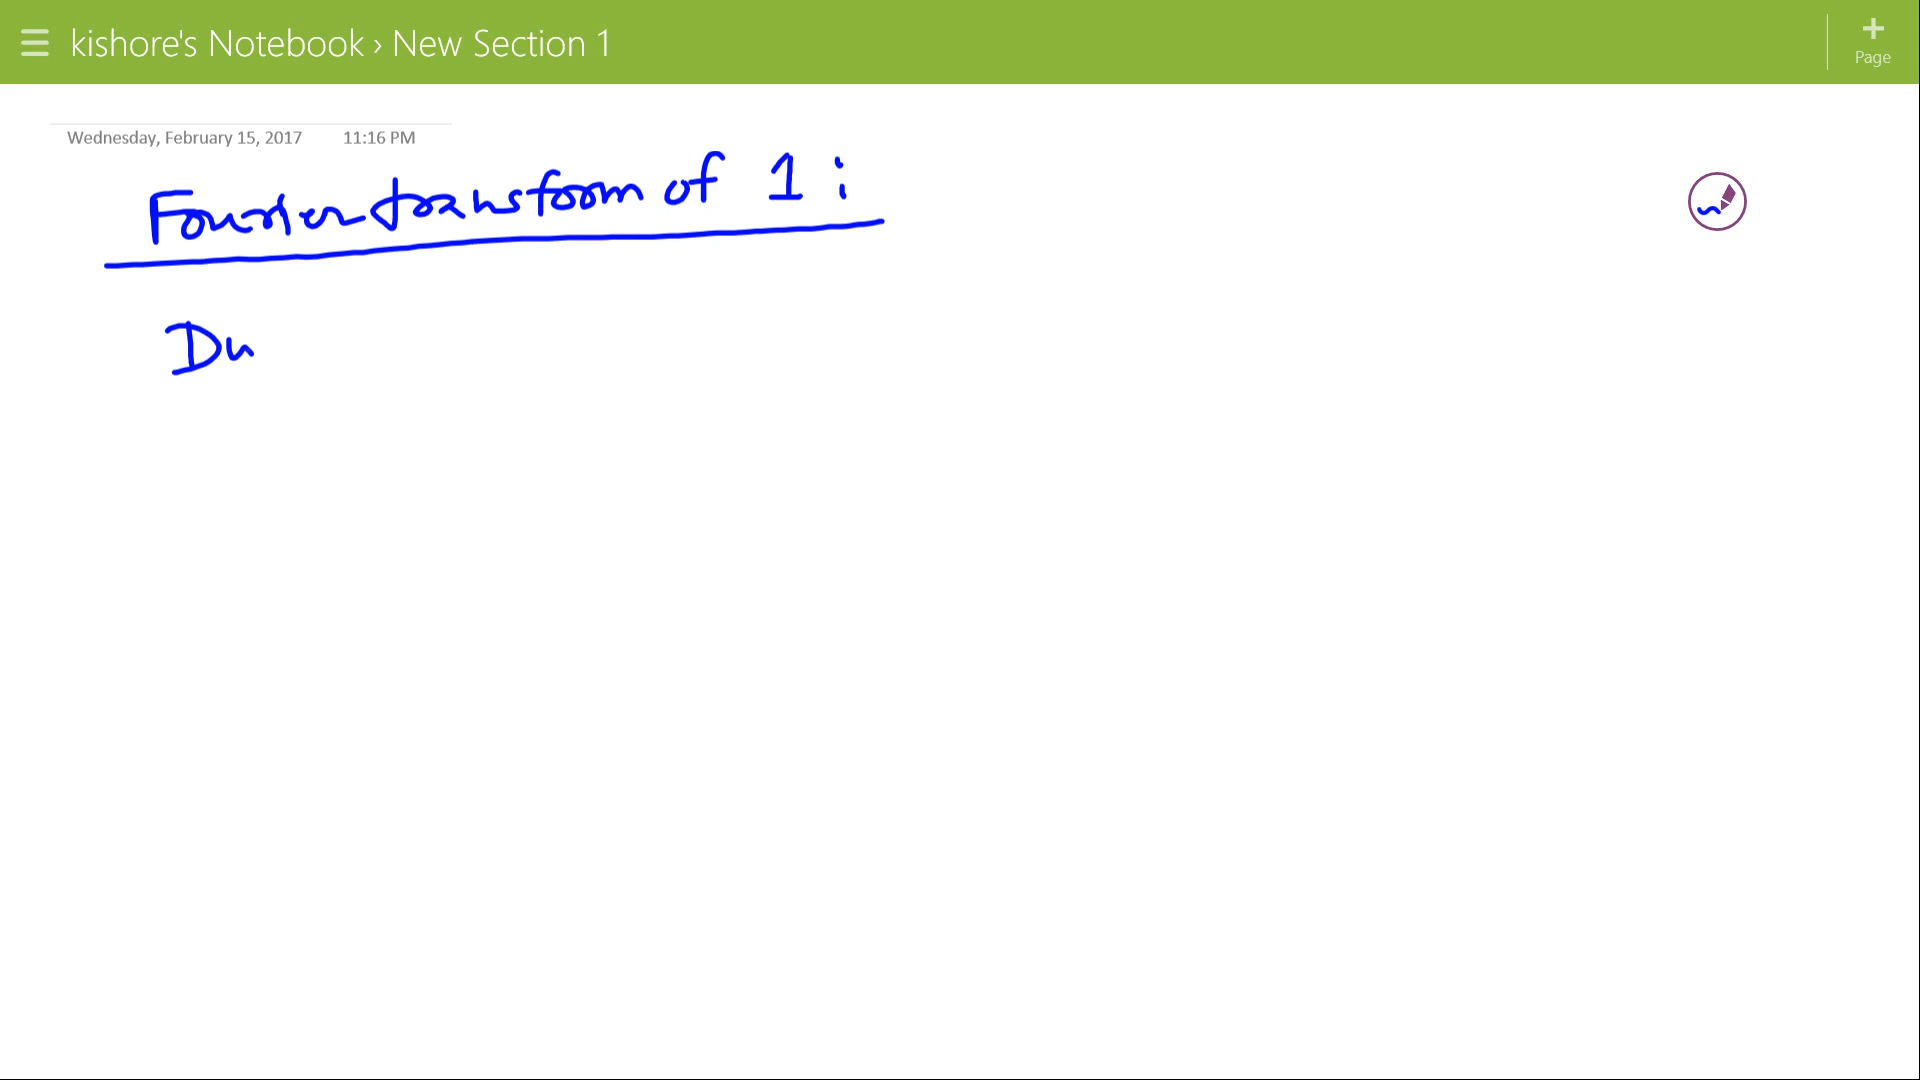 kishore's Notebook › New Section 1
Page
Wednesday, February 15, 2017 11:16 PM
Fourier transform of 1 :
Du